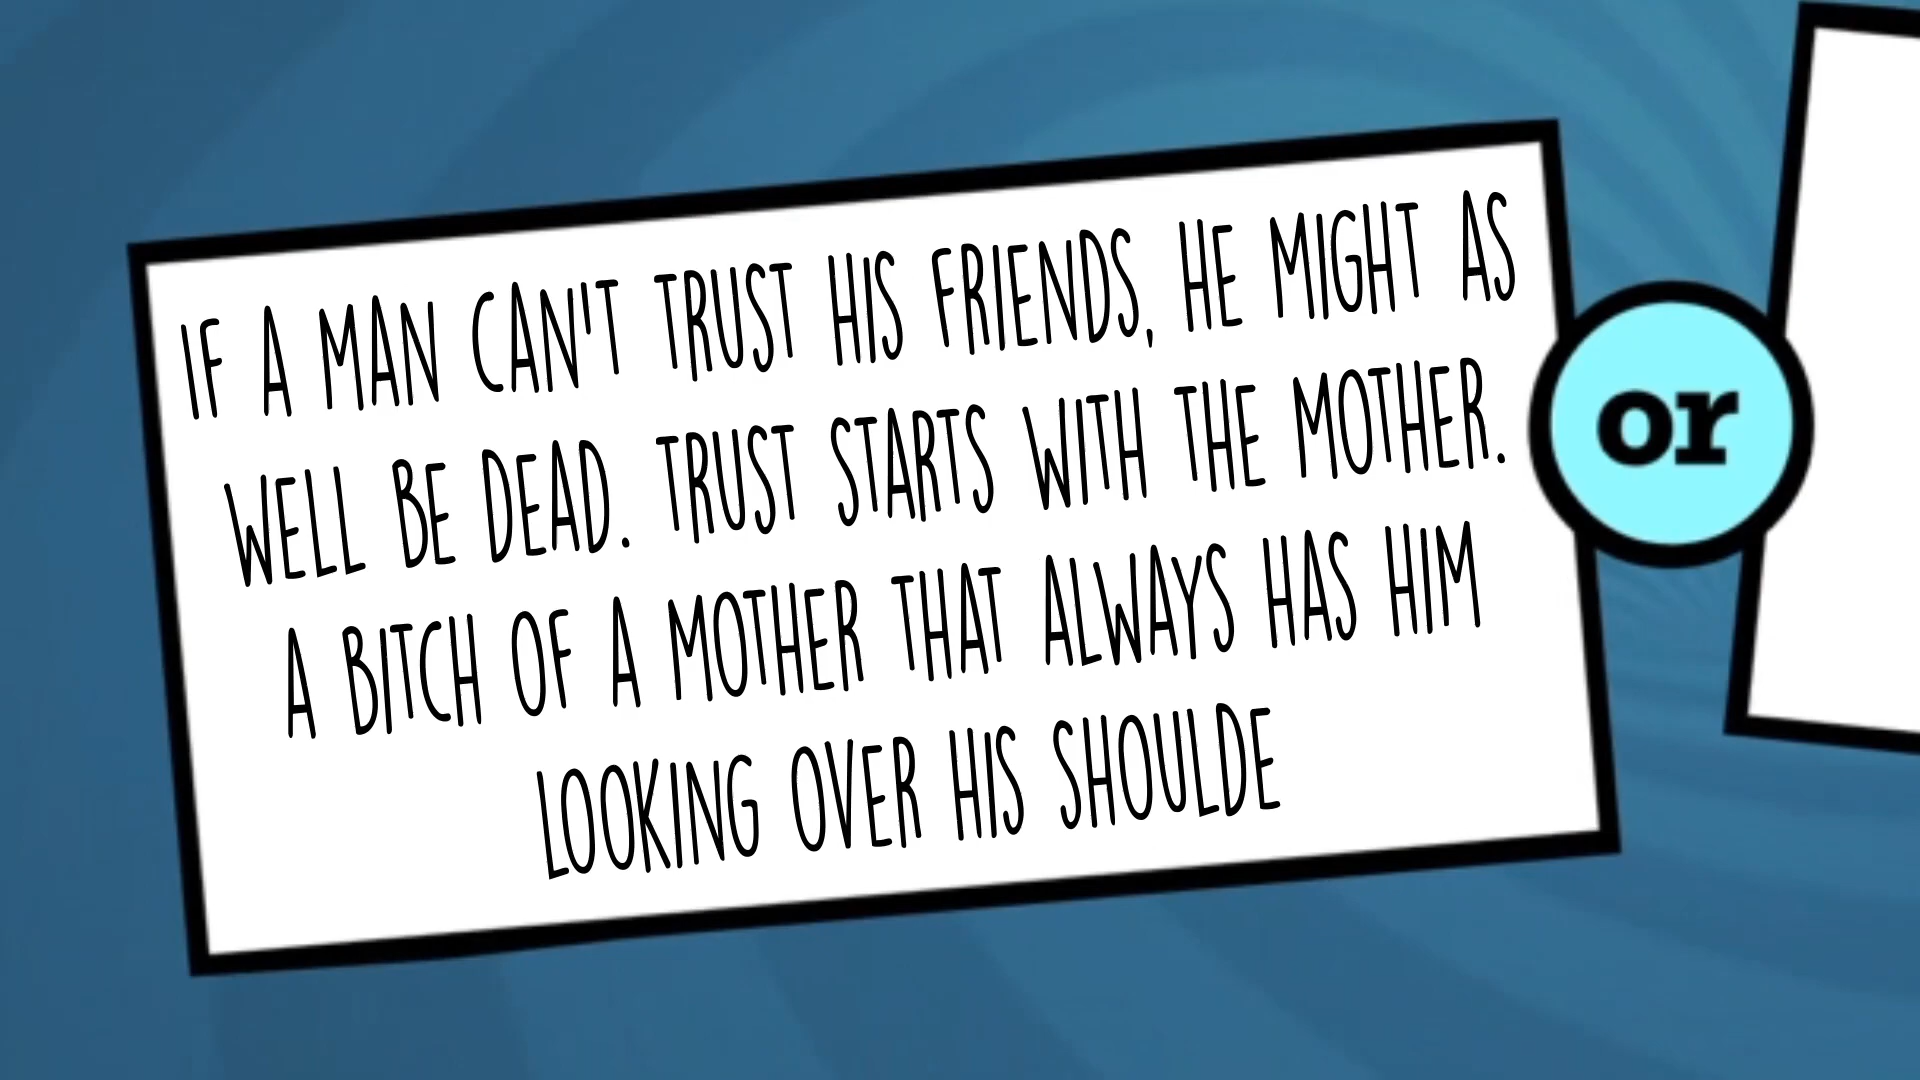 IF A MAN CAN'T TRUST HIS FRIENDS, HE MIGHT AS
WELL BE DEAD. TRUST STARTS WITH THE MOTHER.
A BITCH OF A MOTHER THAT ALWAYS HAS HIM
LOOKING OVER HIS SHOULDE
or